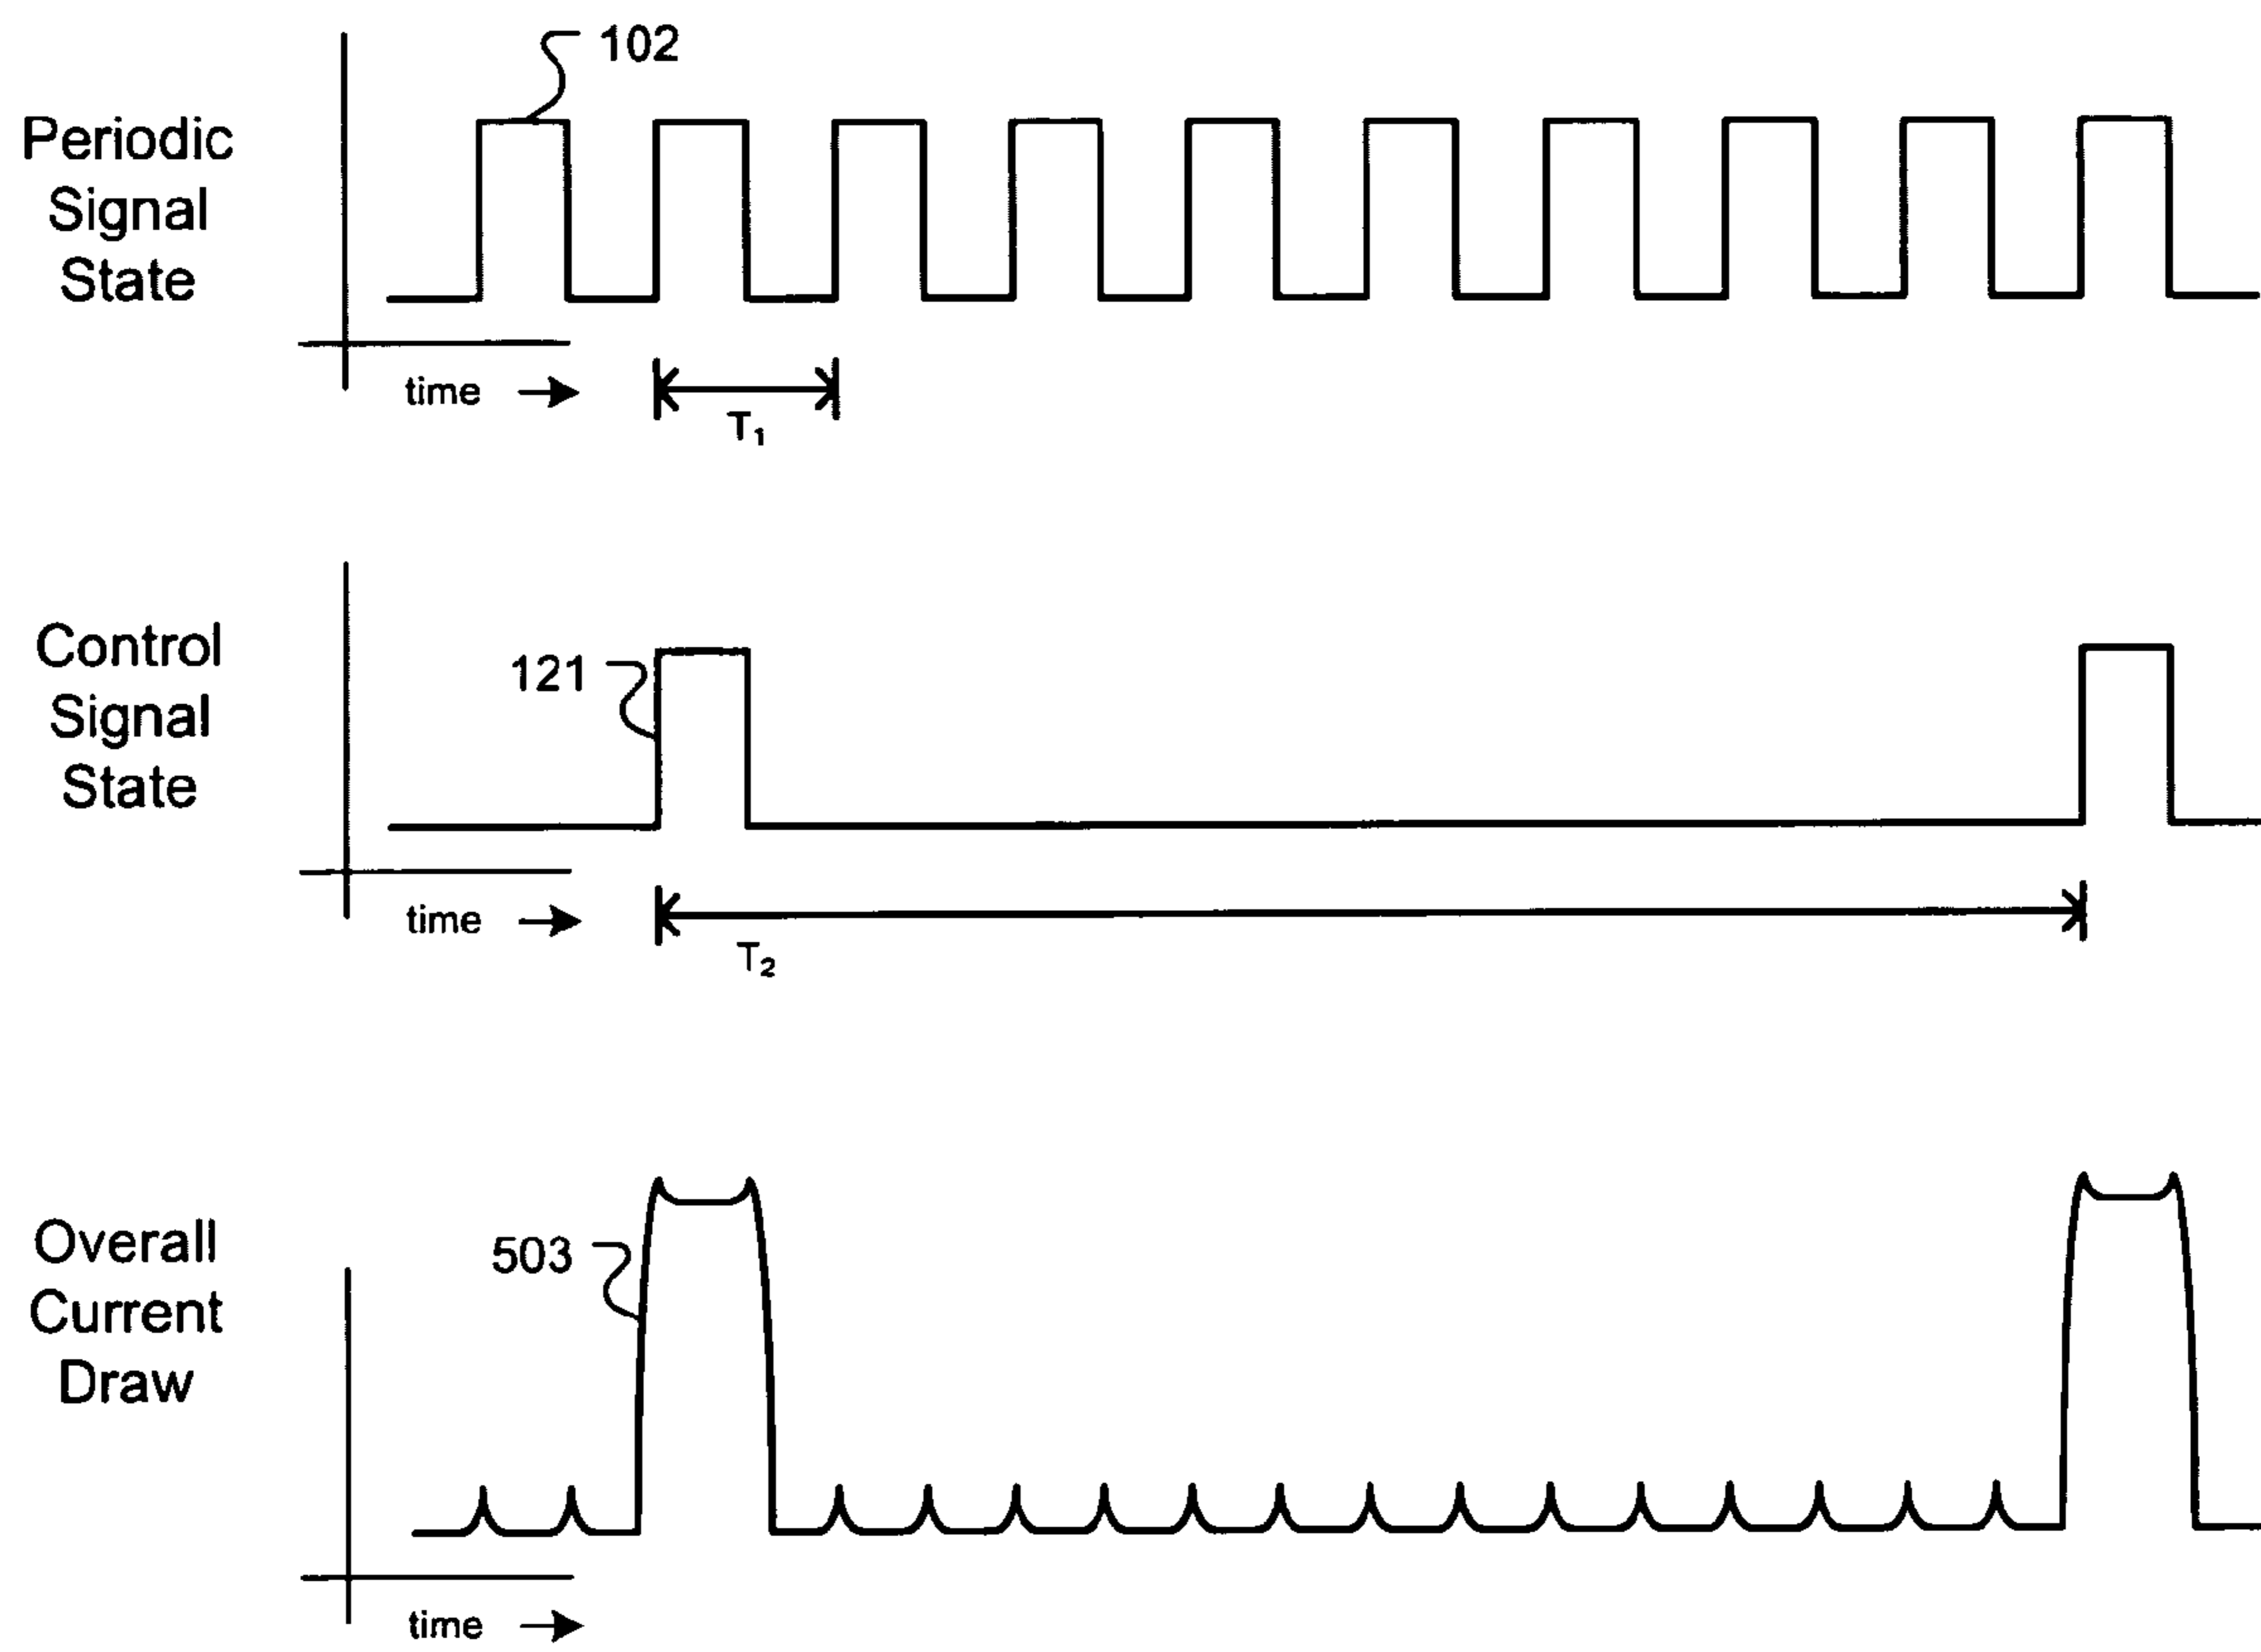 102
Periodic
Signal
State
time
T₁
Control
Signal
State
121
time
T₂
Overall
Current
Draw
503
time